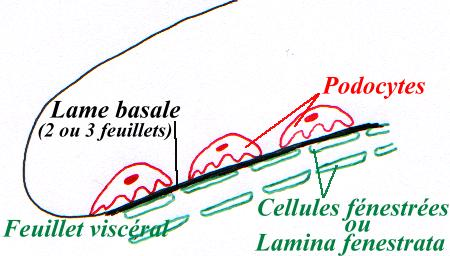 Podocytes
Lame basale
(2 ou 3 feuillets)
Feuillet viscéral
Cellules fénestrées
ou
Lamina fenestrata